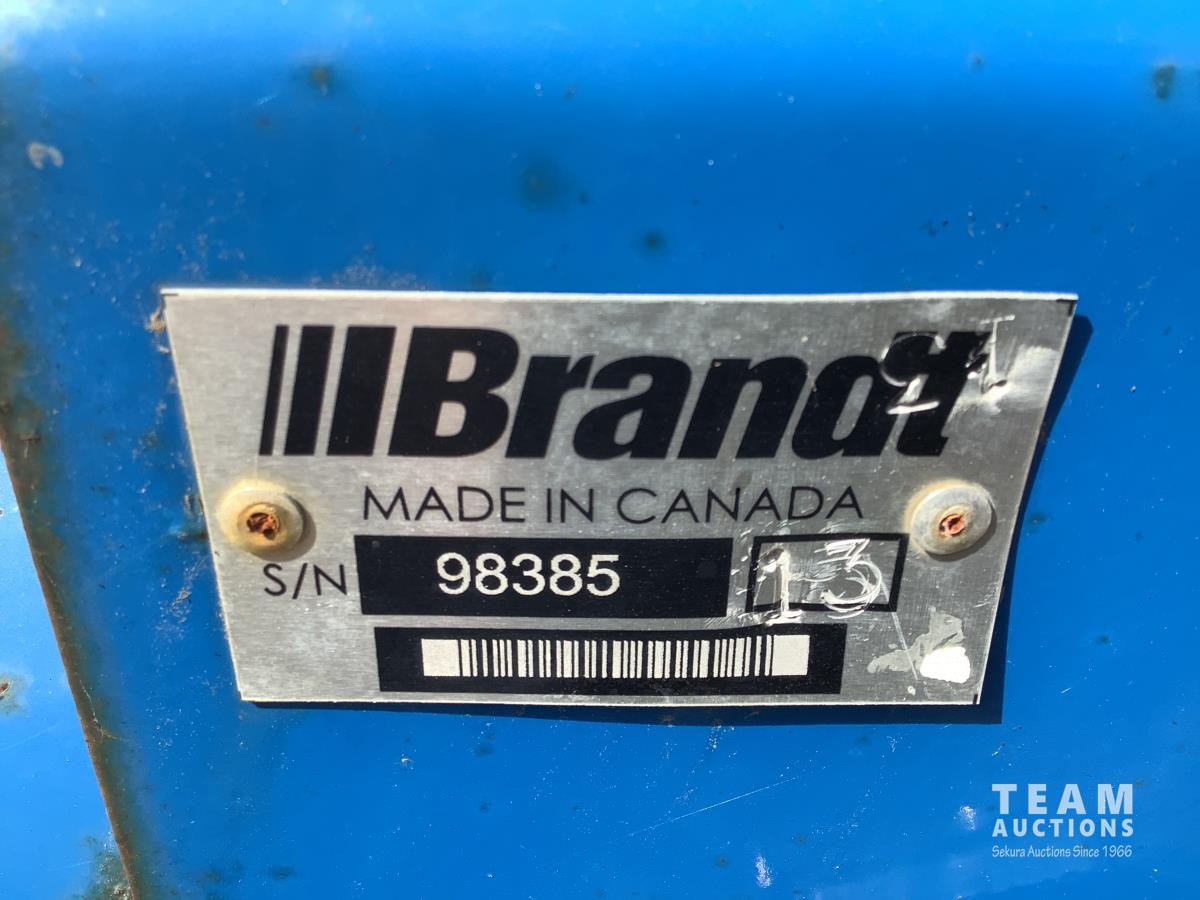 Brandt
MADE IN CANADA
S/N 98385 13
TEAM
AUCTIONS
Sekura Auctions Since 1966